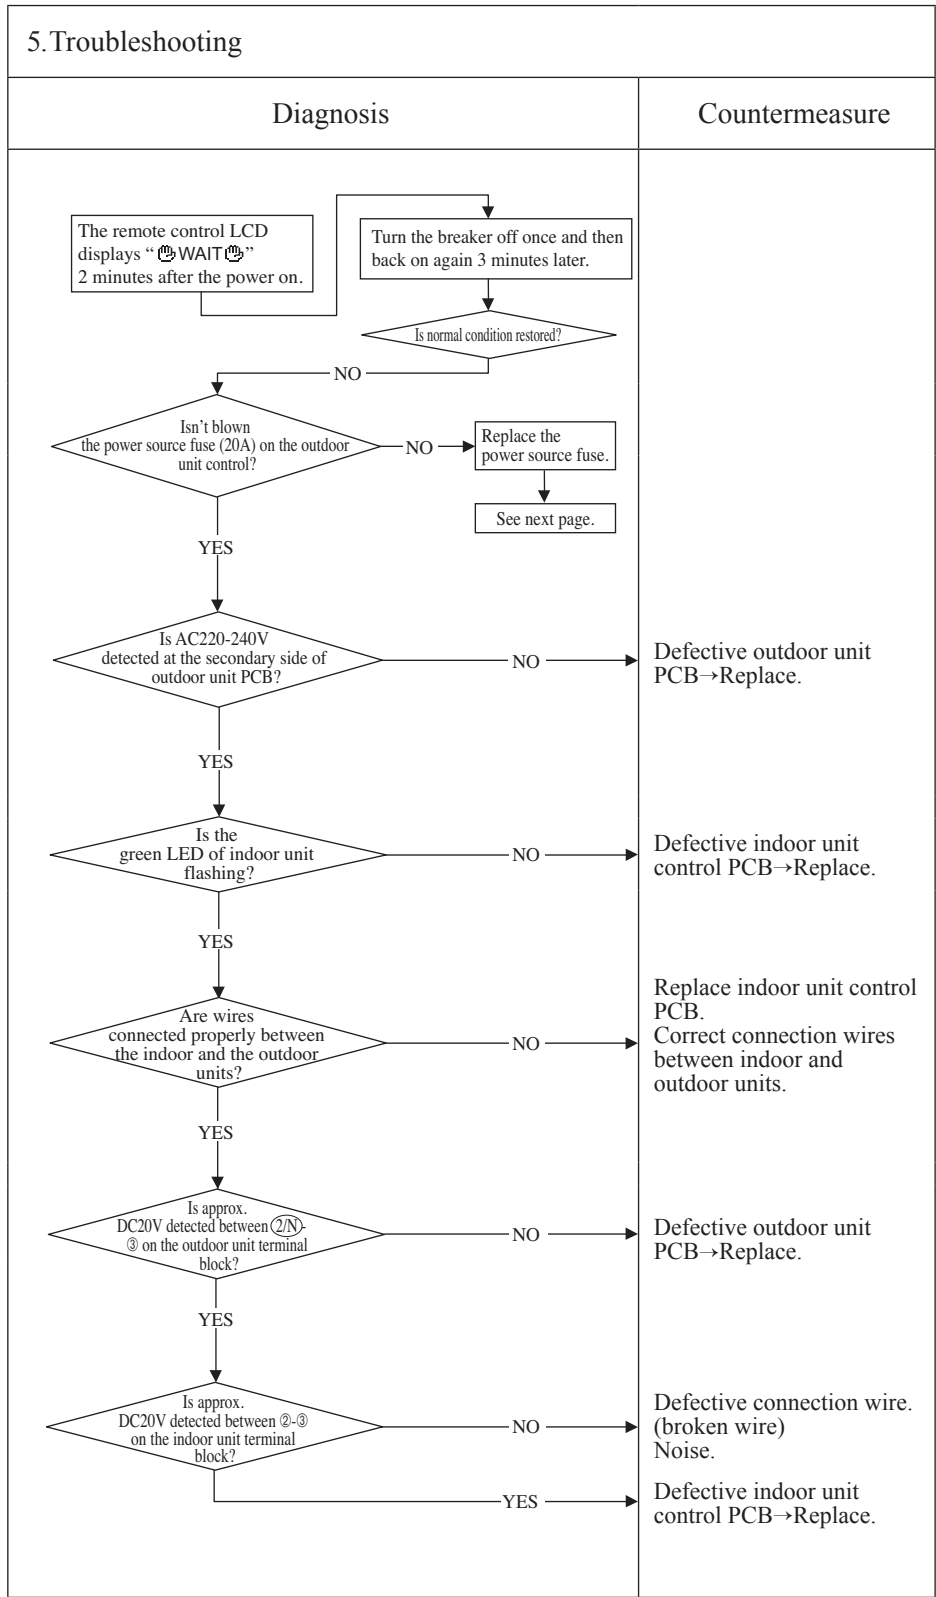 5.Troubleshooting
Diagnosis
Countermeasure
The remote control LCD
displays “ WAIT ”
2 minutes after the power on.
Turn the breaker off once and then
back on again 3 minutes later.
Is normal condition restored?
NO
Isn’t blown
the power source fuse (20A) on the outdoor
unit control?
NO
Replace the
power source fuse.
See next page.
YES
Is AC220-240V
detected at the secondary side of
outdoor unit PCB?
NO
Defective outdoor unit
PCB→Replace.
YES
Is the
green LED of indoor unit
flashing?
NO
Defective indoor unit
control PCB→Replace.
YES
Are wires
connected properly between
the indoor and the outdoor
units?
NO
Replace indoor unit control
PCB.
Correct connection wires
between indoor and
outdoor units.
YES
Is approx.
DC20V detected between 2/N-
③ on the outdoor unit terminal
block?
NO
Defective outdoor unit
PCB→Replace.
YES
Is approx.
DC20V detected between ②-③
on the indoor unit terminal
block?
NO
Defective connection wire.
(broken wire)
Noise.
YES
Defective indoor unit
control PCB→Replace.